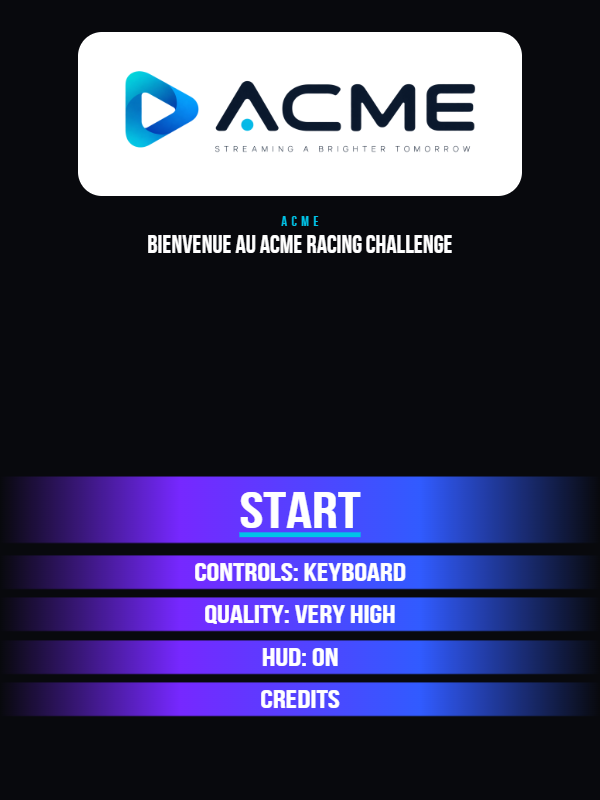 ACME
STREAMING A BRIGHTER TOMORROW
ACME
BIENVENUE AU ACME RACING CHALLENGE
START
CONTROLS: KEYBOARD
QUALITY: VERY HIGH
HUD: ON
CREDITS